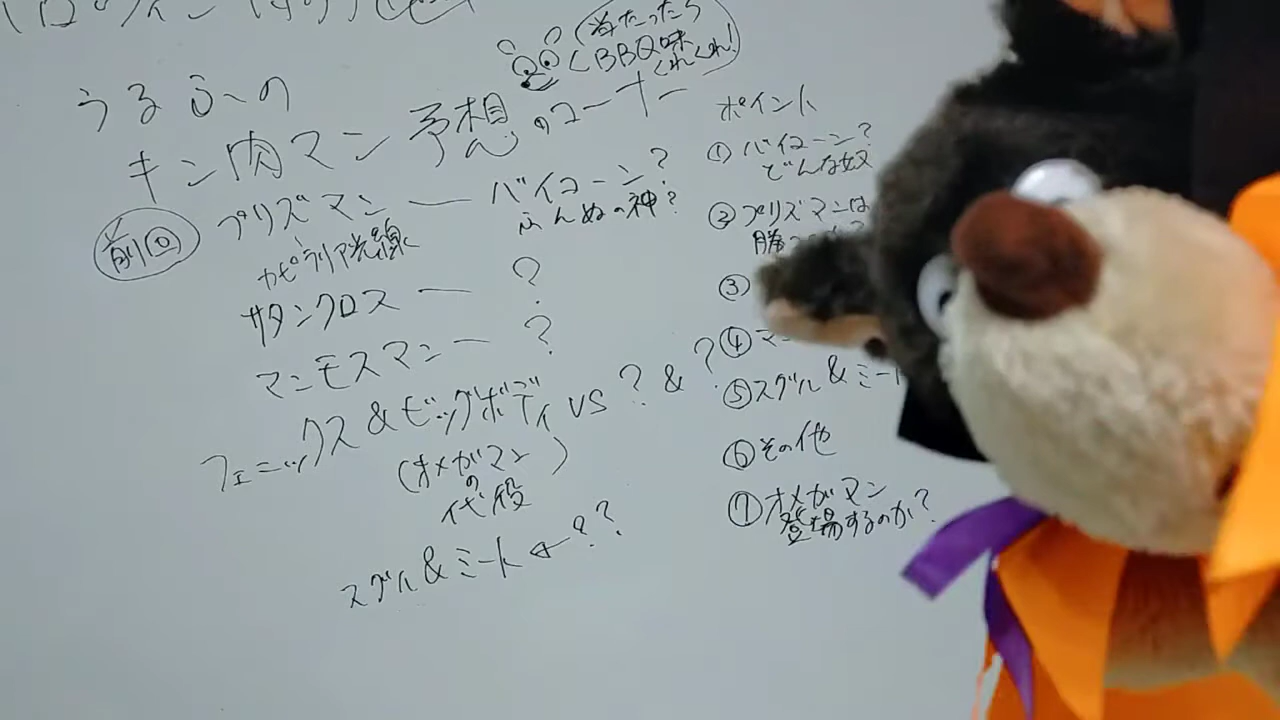 当たったら
BBQ味
くれくれ!
うるふの
キン肉マン予想のコーナー
前回
プリズマン ― バイコーン?
ふんぬの神?
カピラリア光線
サタンクロス ― ?
マンモスマン ― ?
フェニックス&ビッグボディ VS ? & ?
(オメガマン
の
代役)
スグル&ミート ← ??
ポイント
① バイコーン?
どんな奴
② プリズマンは
勝
③
④ マン
⑤ スグル&ミート
⑥ その他
⑦ オメガマン
登場するのか?